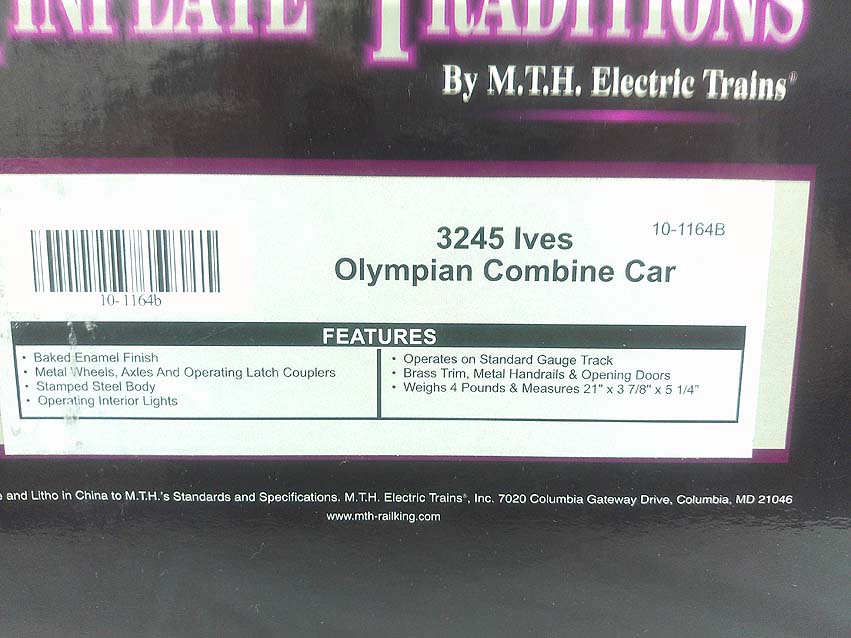 TINPLATE TRADITIONS
By M.T.H. Electric Trains®
10-1164b
3245 Ives
10-1164B
Olympian Combine Car
FEATURES
• Baked Enamel Finish
• Metal Wheels, Axles And Operating Latch Couplers
• Stamped Steel Body
• Operating Interior Lights
• Operates on Standard Gauge Track
• Brass Trim, Metal Handrails & Opening Doors
• Weighs 4 Pounds & Measures 21" x 3 7/8" x 5 1/4"
and Litho in China to M.T.H.'s Standards and Specifications. M.T.H. Electric Trains®, Inc. 7020 Columbia Gateway Drive, Columbia, MD 21046
www.mth-railking.com